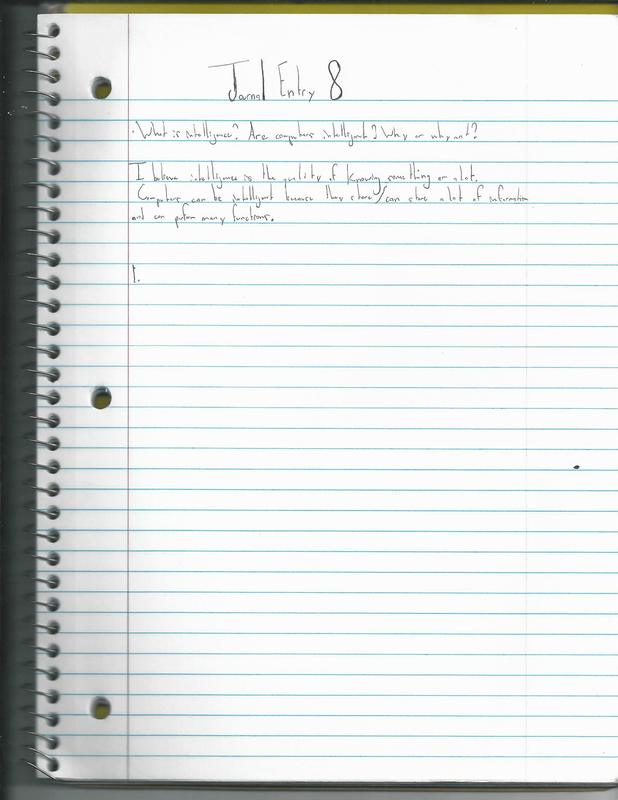 Journal Entry 8
· What is intelligence? Are computers intelligent? Why or why not?
I believe intelligence is the quality of knowing something or a lot.
Computers can be intelligent because they store/can store a lot of information
and can perform many functions.
1.